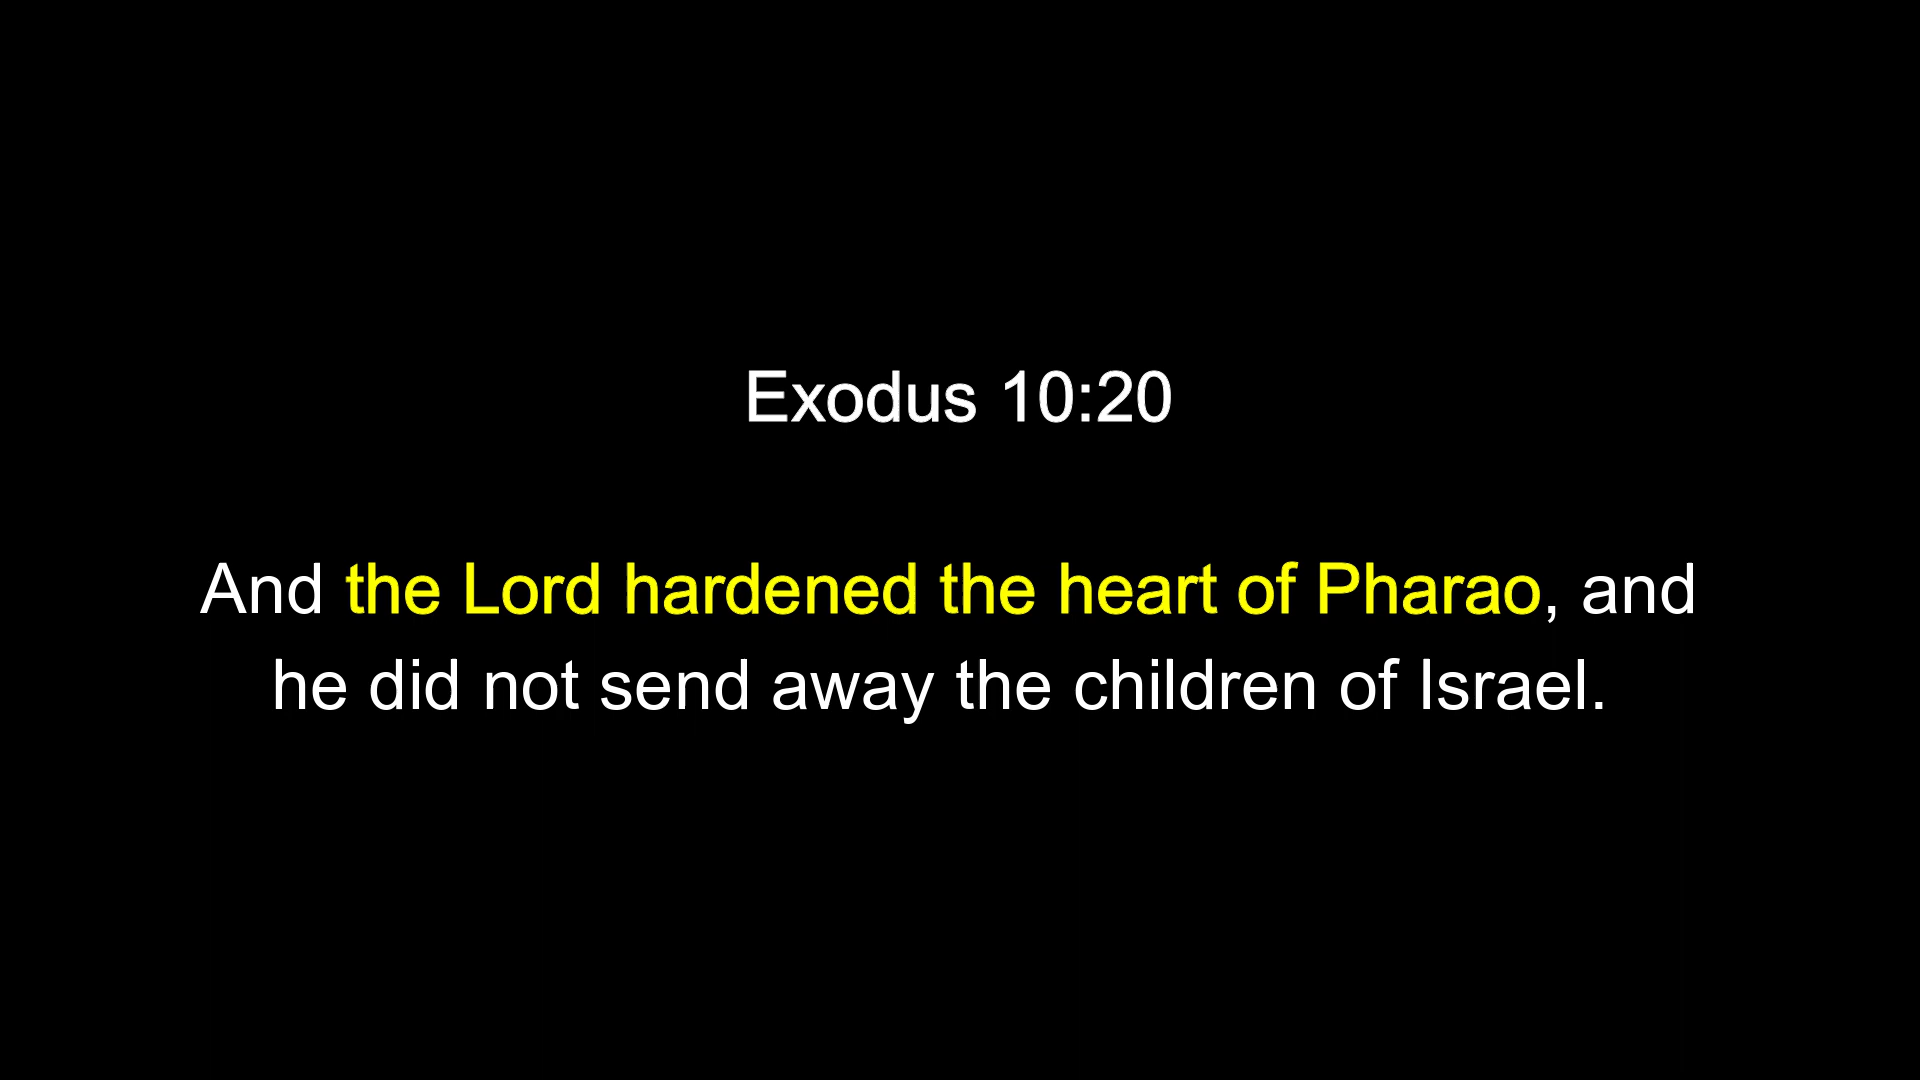 Exodus 10:20
And the Lord hardened the heart of Pharao, and
he did not send away the children of Israel.